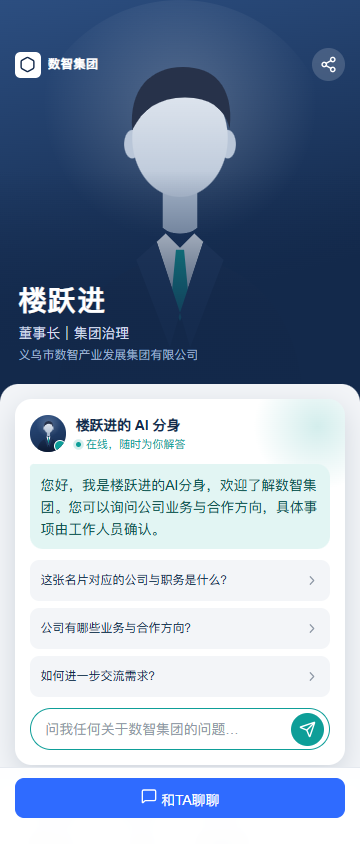 数智集团
楼跃进
董事长 | 集团治理
义乌市数智产业发展集团有限公司
楼跃进的 AI 分身
在线，随时为你解答
您好，我是楼跃进的AI分身，欢迎了解数智集
团。您可以询问公司业务与合作方向，具体事
项由工作人员确认。
这张名片对应的公司与职务是什么?
公司有哪些业务与合作方向?
如何进一步交流需求?
问我任何关于数智集团的问题...
和TA聊聊